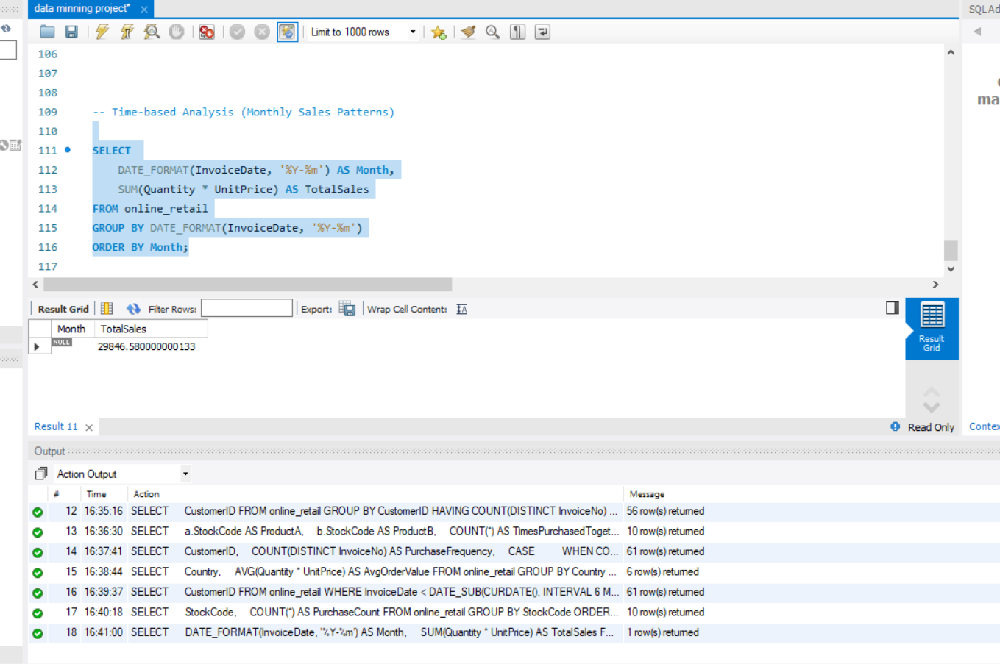 data minning project*
SQLAd
Limit to 1000 rows
106
107
108
109 -- Time-based Analysis (Monthly Sales Patterns)
110
111 SELECT
112 DATE_FORMAT(InvoiceDate, '%Y-%m') AS Month,
113 SUM(Quantity * UnitPrice) AS TotalSales
114 FROM online_retail
115 GROUP BY DATE_FORMAT(InvoiceDate, '%Y-%m')
116 ORDER BY Month;
117
ma
Result Grid
Filter Rows:
Export:
Wrap Cell Content:
Month TotalSales
NULL 29846.580000000133
Result
Grid
Result 11
Read Only
Contex
Output
Action Output
# Time Action Message
12 16:35:16 SELECT CustomerID FROM online_retail GROUP BY CustomerID HAVING COUNT(DISTINCT InvoiceNo) ... 56 row(s) returned
13 16:36:30 SELECT a.StockCode AS ProductA, b.StockCode AS ProductB, COUNT(*) AS TimesPurchasedToget... 10 row(s) returned
14 16:37:41 SELECT CustomerID, COUNT(DISTINCT InvoiceNo) AS PurchaseFrequency, CASE WHEN CO... 61 row(s) returned
15 16:38:44 SELECT Country, AVG(Quantity * UnitPrice) AS AvgOrderValue FROM online_retail GROUP BY Country ... 6 row(s) returned
16 16:39:37 SELECT CustomerID FROM online_retail WHERE InvoiceDate < DATE_SUB(CURDATE(), INTERVAL 6 M... 61 row(s) returned
17 16:40:18 SELECT StockCode, COUNT(*) AS PurchaseCount FROM online_retail GROUP BY StockCode ORDER... 10 row(s) returned
18 16:41:00 SELECT DATE_FORMAT(InvoiceDate, '%Y-%m') AS Month, SUM(Quantity * UnitPrice) AS TotalSales F... 1 row(s) returned